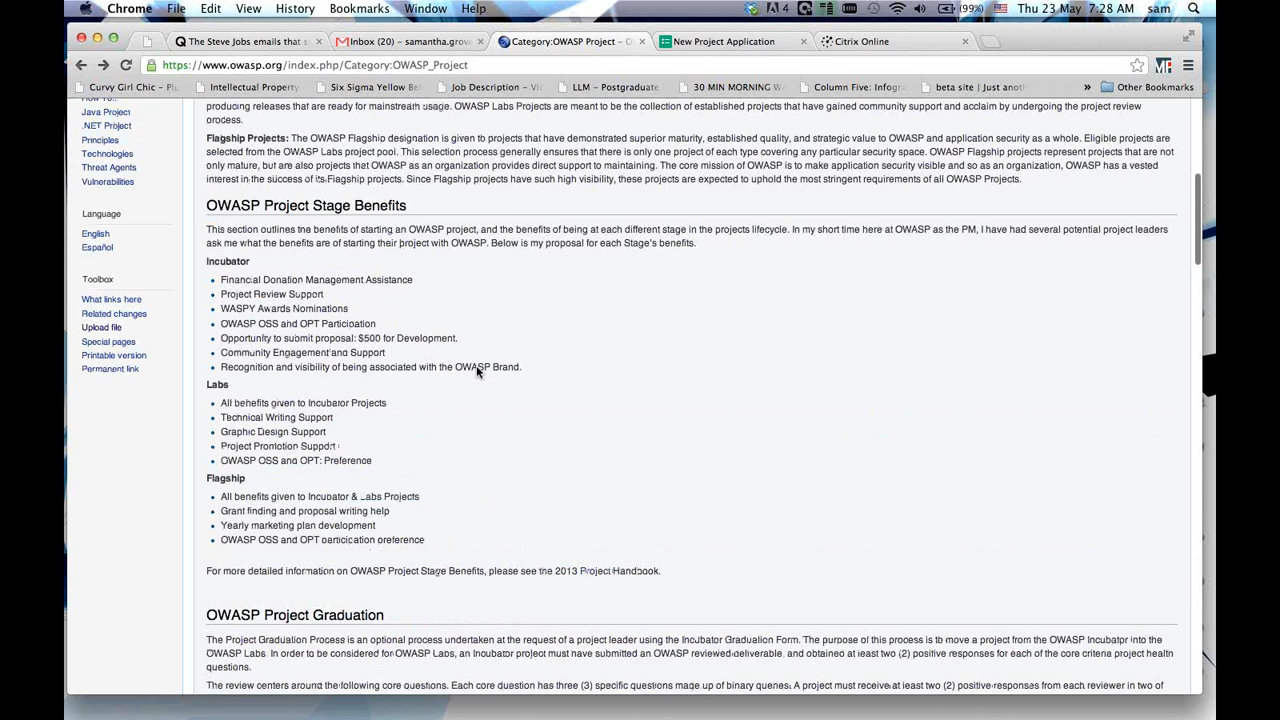 Chrome File Edit View History Bookmarks Window Help 4 (99%) Thu 23 May 7:28 AM sam
The Steve Jobs emails that s Inbox (20) – samantha.grov Category:OWASP Project – O New Project Application Citrix Online
https://www.owasp.org/index.php/Category:OWASP_Project
Curvy Girl Chic – Plu Intellectual Property Six Sigma Yellow Be Job Description – Vi LLM – Postgraduate 30 MIN MORNING W Column Five: Infogra beta site | Just anot » Other Bookmarks
How To...
Java Project
.NET Project
Principles
Technologies
Threat Agents
Vulnerabilities
Language
English
Español
Toolbox
What links here
Related changes
Upload file
Special pages
Printable version
Permanent link
producing releases that are ready for mainstream usage. OWASP Labs Projects are meant to be the collection of established projects that have gained community support and acclaim by undergoing the project review
process.
Flagship Projects: The OWASP Flagship designation is given to projects that have demonstrated superior maturity, established quality, and strategic value to OWASP and application security as a whole. Eligible projects are
selected from the OWASP Labs project pool. This selection process generally ensures that there is only one project of each type covering any particular security space. OWASP Flagship projects represent projects that are not
only mature, but are also projects that OWASP as an organization provides direct support to maintaining. The core mission of OWASP is to make application security visible and so as an organization, OWASP has a vested
interest in the success of its Flagship projects. Since Flagship projects have such high visibility, these projects are expected to uphold the most stringent requirements of all OWASP Projects.
OWASP Project Stage Benefits
This section outlines the benefits of starting an OWASP project, and the benefits of being at each different stage in the projects lifecycle. In my short time here at OWASP as the PM, I have had several potential project leaders
ask me what the benefits are of starting their project with OWASP. Below is my proposal for each Stage's benefits.
Incubator
• Financial Donation Management Assistance
• Project Review Support
• WASPY Awards Nominations
• OWASP OSS and OPT Participation
• Opportunity to submit proposal: $500 for Development.
• Community Engagement and Support
• Recognition and visibility of being associated with the OWASP Brand.
Labs
• All benefits given to Incubator Projects
• Technical Writing Support
• Graphic Design Support
• Project Promotion Support
• OWASP OSS and OPT: Preference
Flagship
• All benefits given to Incubator & Labs Projects
• Grant finding and proposal writing help
• Yearly marketing plan development
• OWASP OSS and OPT participation preference
For more detailed information on OWASP Project Stage Benefits, please see the 2013 Project Handbook.
OWASP Project Graduation
The Project Graduation Process is an optional process undertaken at the request of a project leader using the Incubator Graduation Form. The purpose of this process is to move a project from the OWASP Incubator into the
OWASP Labs. In order to be considered for OWASP Labs, an Incubator project must have submitted an OWASP reviewed deliverable, and obtained at least two (2) positive responses for each of the core criteria project health
questions.
The review centers around the following core questions. Each core question has three (3) specific questions made up of binary queries. A project must receive at least two (2) positive responses from each reviewer in two of